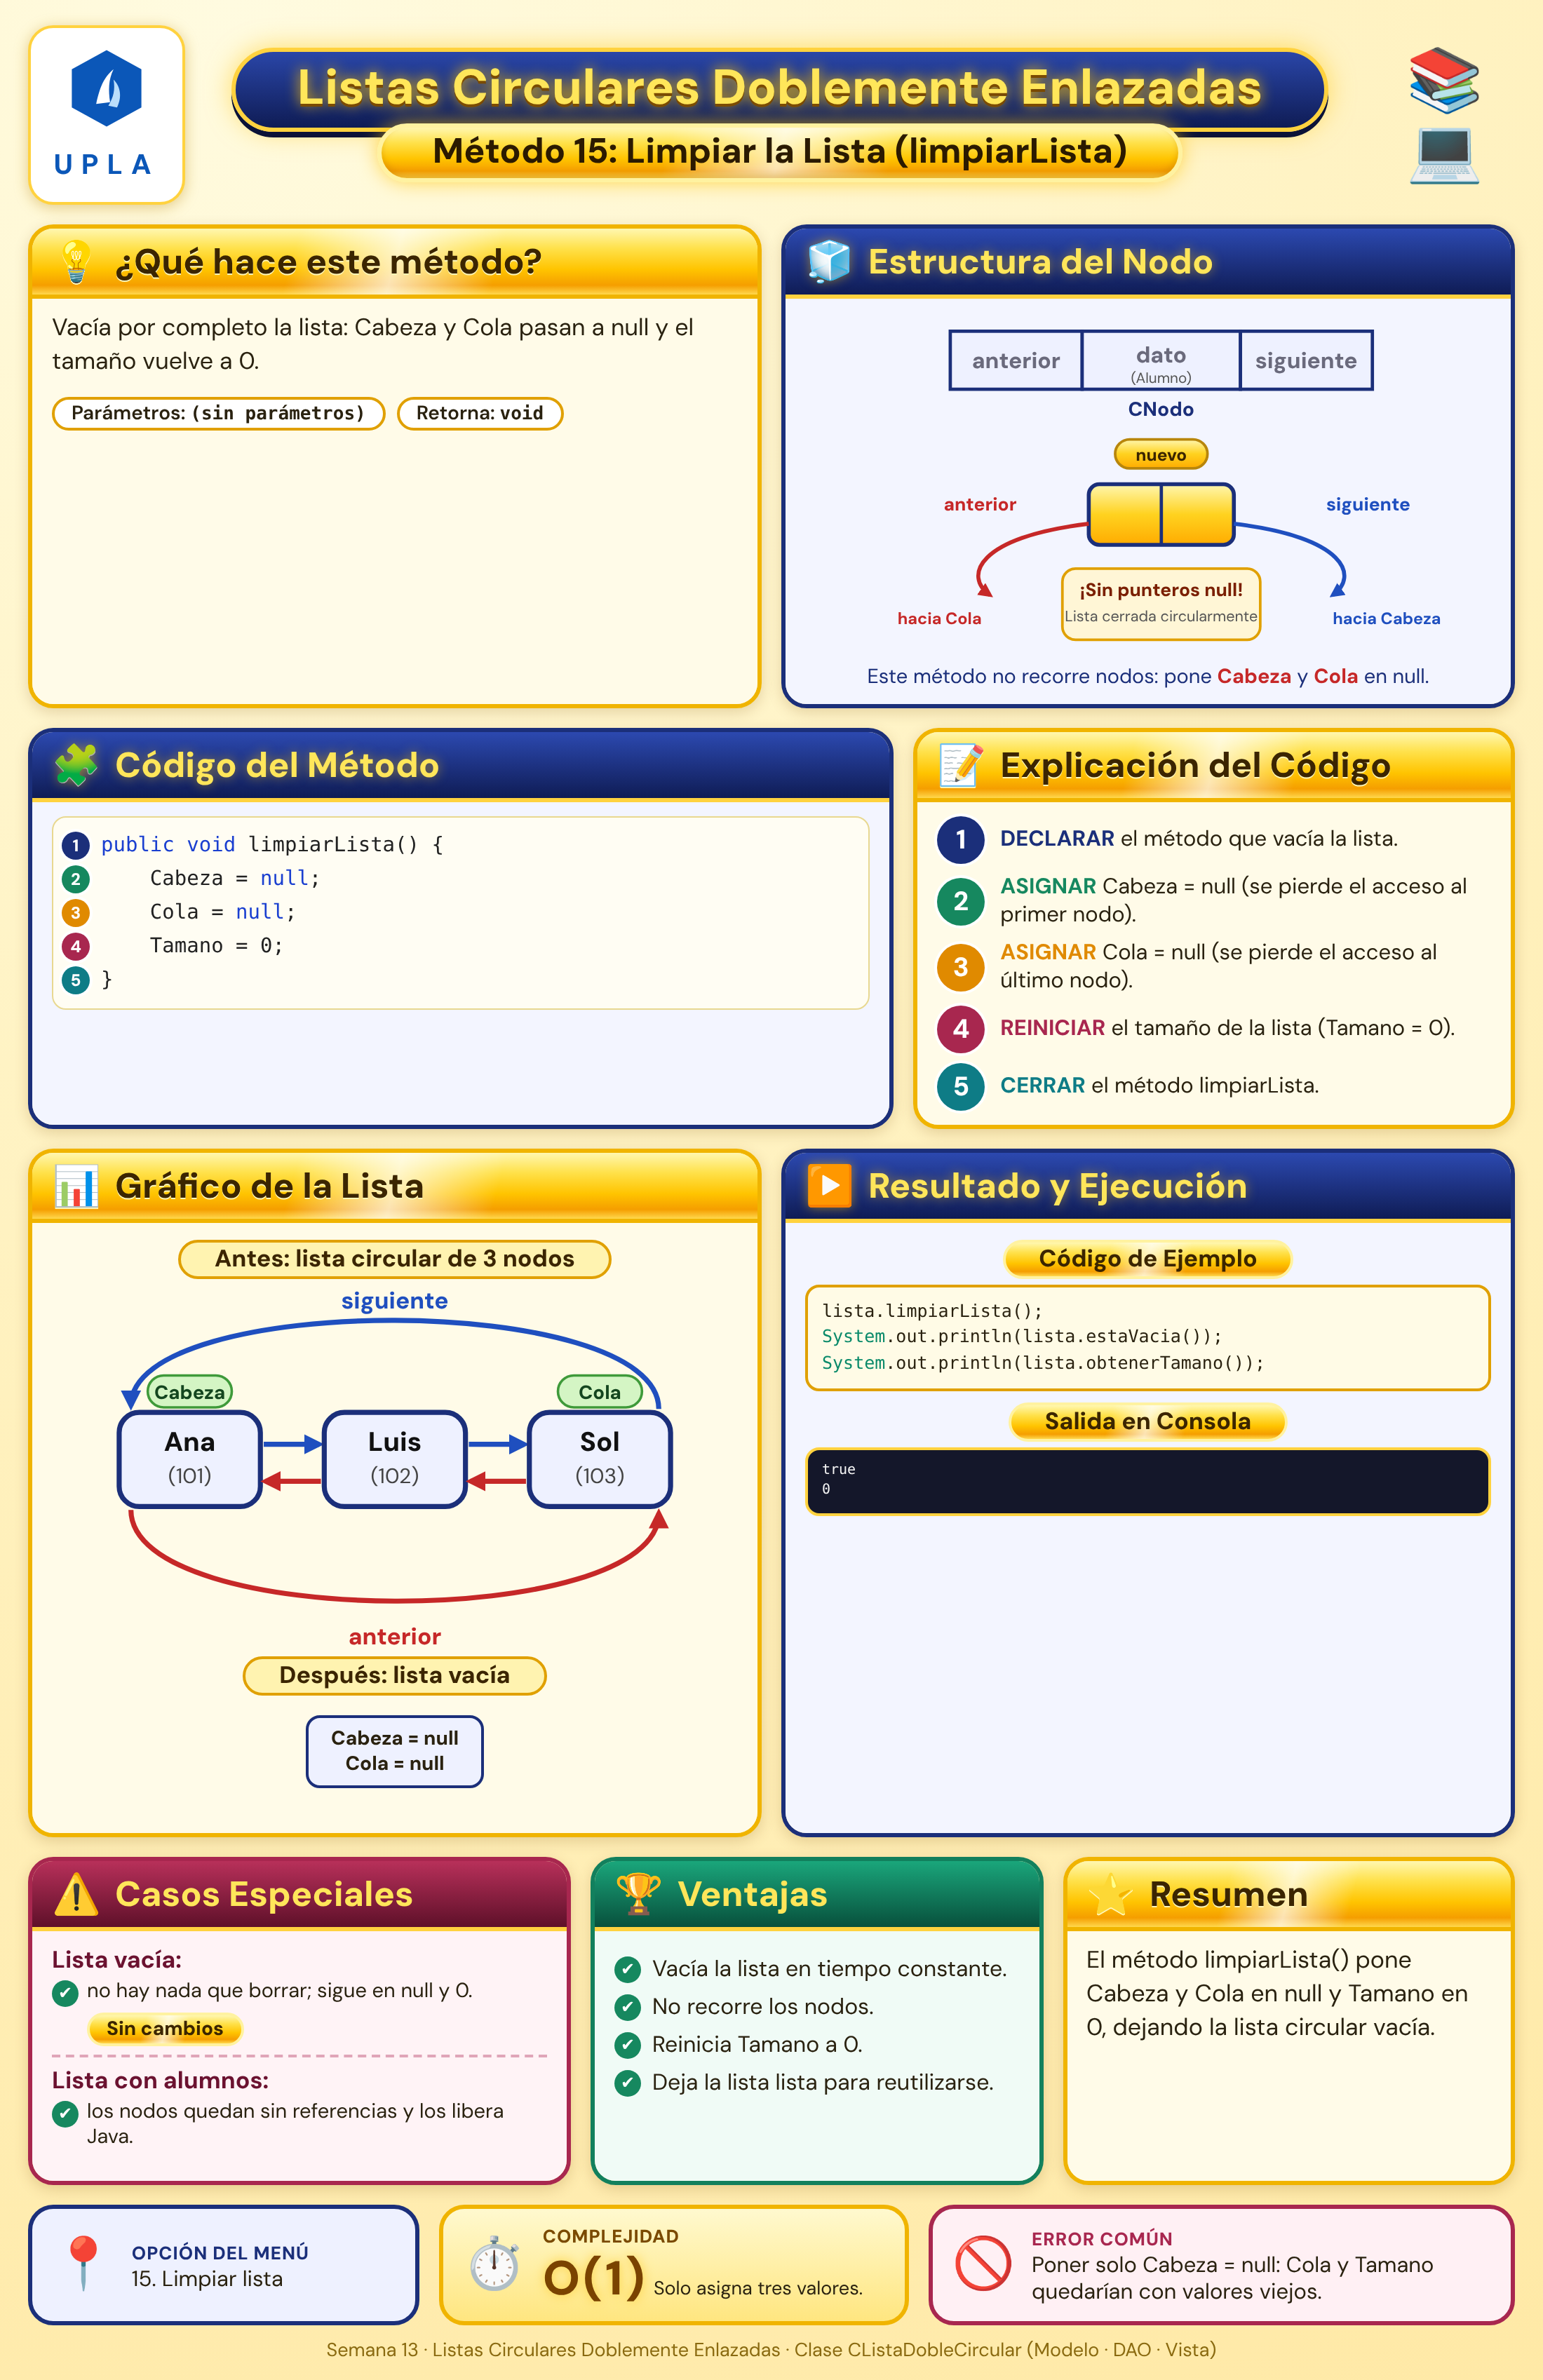 UPLA
Listas Circulares Doblemente Enlazadas
Método 15: Limpiar la Lista (limpiarLista)
¿Qué hace este método?
Vacía por completo la lista: Cabeza y Cola pasan a null y el
tamaño vuelve a 0.
Parámetros: (sin parámetros)
Retorna: void
Estructura del Nodo
anterior
dato
(Alumno)
siguiente
CNodo
nuevo
anterior
siguiente
¡Sin punteros null!
Lista cerrada circularmente
hacia Cola
hacia Cabeza
Este método no recorre nodos: pone Cabeza y Cola en null.
Código del Método
1 public void limpiarLista() {
2     Cabeza = null;
3     Cola = null;
4     Tamano = 0;
5 }
Explicación del Código
1 DECLARAR el método que vacía la lista.
2 ASIGNAR Cabeza = null (se pierde el acceso al
primer nodo).
3 ASIGNAR Cola = null (se pierde el acceso al
último nodo).
4 REINICIAR el tamaño de la lista (Tamano = 0).
5 CERRAR el método limpiarLista.
Gráfico de la Lista
Antes: lista circular de 3 nodos
siguiente
Cabeza
Cola
Ana
(101)
Luis
(102)
Sol
(103)
anterior
Después: lista vacía
Cabeza = null
Cola = null
Resultado y Ejecución
Código de Ejemplo
lista.limpiarLista();
System.out.println(lista.estaVacia());
System.out.println(lista.obtenerTamano());
Salida en Consola
true
0
Casos Especiales
Lista vacía:
no hay nada que borrar; sigue en null y 0.
Sin cambios
Lista con alumnos:
los nodos quedan sin referencias y los libera
Java.
Ventajas
Vacía la lista en tiempo constante.
No recorre los nodos.
Reinicia Tamano a 0.
Deja la lista lista para reutilizarse.
Resumen
El método limpiarLista() pone
Cabeza y Cola en null y Tamano en
0, dejando la lista circular vacía.
OPCIÓN DEL MENÚ
15. Limpiar lista
COMPLEJIDAD
O(1) Solo asigna tres valores.
ERROR COMÚN
Poner solo Cabeza = null: Cola y Tamano
quedarían con valores viejos.
Semana 13 · Listas Circulares Doblemente Enlazadas · Clase CListaDobleCircular (Modelo · DAO · Vista)